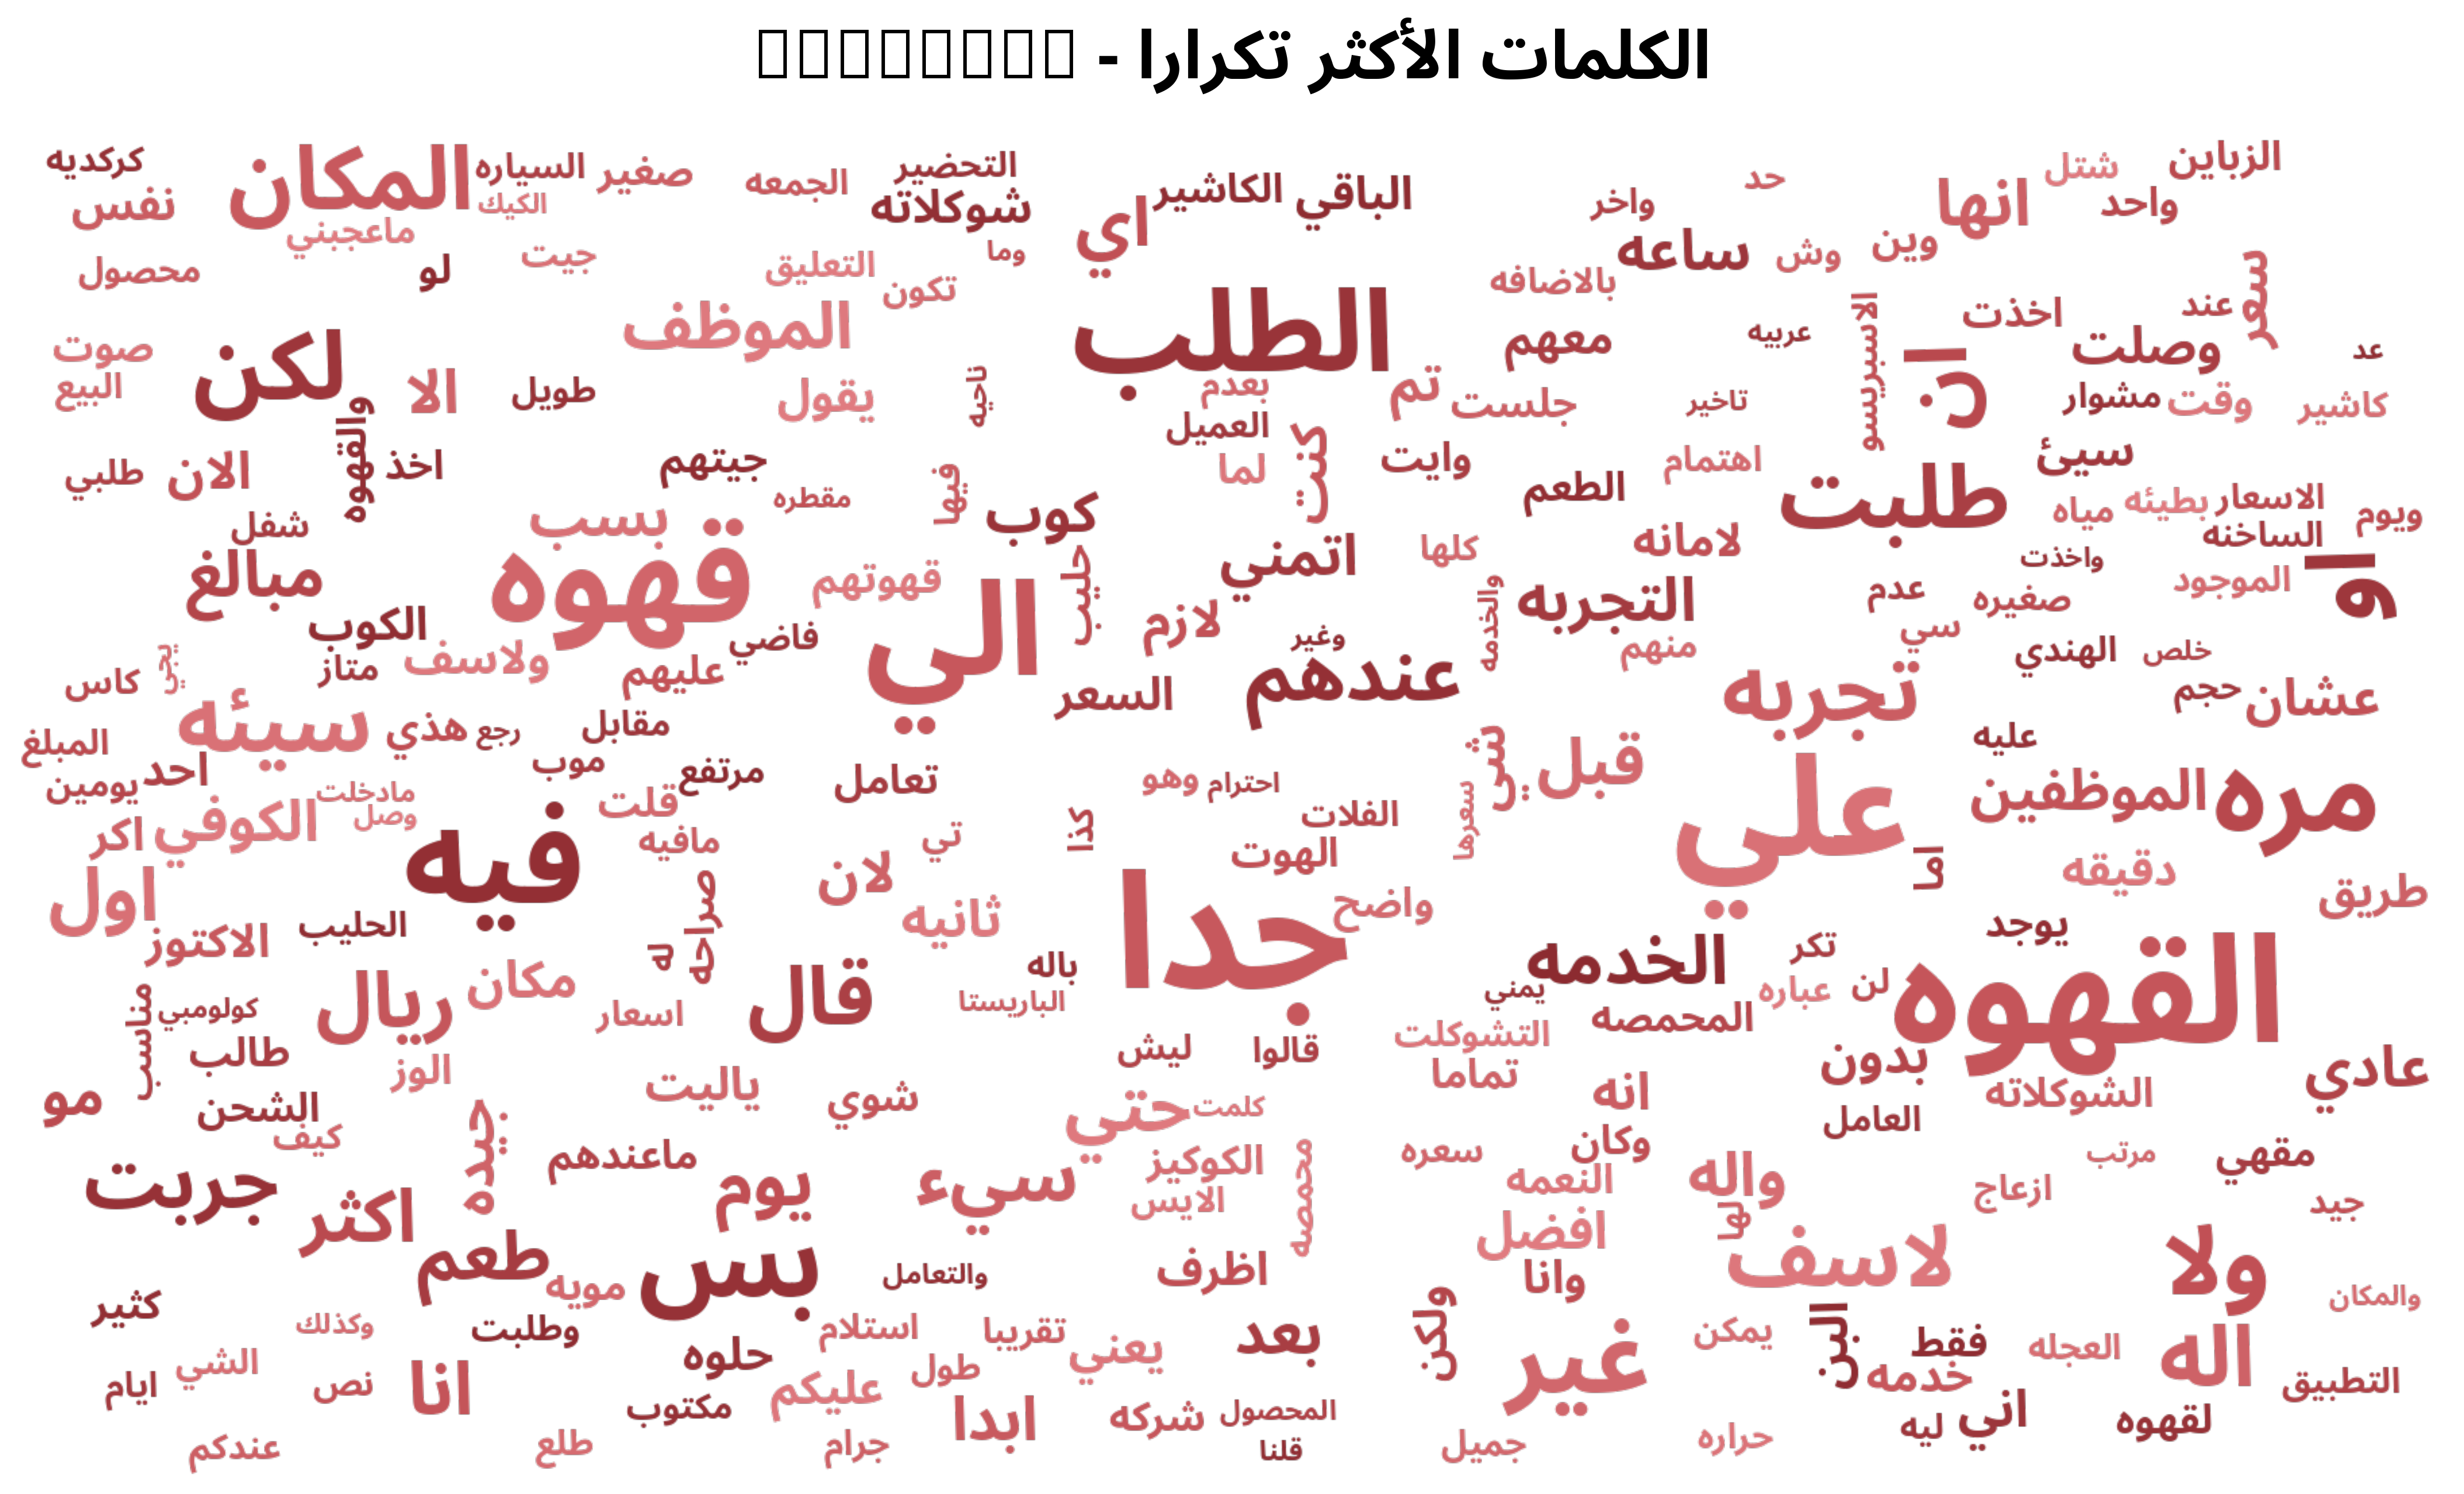 الكلمات الأكثر تكرارا - □□□□□□□□
الزباين شتل حد التحضير الجمعه صغير السياره المكان كركديه
واحد انها واخر الباقي الكاشير اي شوكلاته الكيك نفس
سعر وين وش ساعه وما جيت ماعجبني
عند اخذت الاسبريسو بالاضافه تكون التعليق لو محصول
عد وصلت ان عربيه معهم الطلب الموظف لكن صوت
كاشير وقت مشوار تاخير جلست تم بعدم ناحيه يقول طويل الا البيع
سيئ اهتمام وايت كنت لما العميل جيتهم اخذ والقهوه الان طلبي
ويوم الاسعار بطيئه مياه طلبت الطعم كوب فيها مقطره بسب شفل
الساخنه واخذت لامانه كلها اتمني قهوه
او الموجود صغيره عدم التجربه والخدمه لازم حليب الي قهوتهم الكوب مبالغ
خلص الهندي سي منهم وغير فاضي ولاسف متاز يجي
عشان حجم تجربه عندهم السعر عليهم كاس
عليه مقابل رجع هذي سيئه المبلغ
مره الموظفين علي قبل شي احترام وهو تعامل مرتفع موب احد يومين
سعرها الفلات كذا قلت مادخلت وصل الكوفي
دقيقه اما الهوت تي لان مافيه فيه اكر
طريق واضح جدا ثانيه صراحه اول
يوجد تكر الخدمه باله له الحليب الاكتوز
القهوه لن عباره يمني الباريستا قال اسعار مكان ريال كولومبي مناسب
عادي بدون المحمصه التشوكلت قالوا ليش طالب
الشوكلاته انه تماما كلمت حتي شوي ياليت الوز الشحن مو
مقهي مرتب العامل وكان سعره محمصه الكوكيز ماعندهم جيده كيف
جيد ازعاج واله النعمه الايس سيء يوم اكثر جربت
ولا لاسف لها افضل اظرف والتعامل بس مويه طعم
والمكان وانا كثير
العجله فقط البن يمكن غير ولكن بعد يعني تقريبا استلام حلوه وطلبت وكذلك
التطبيق اله خدمه طول عليكم انا نص الشي ايام
لقهوه اني ليه حراره جميل المحصول شركه ابدا مكتوب
قلنا جرام طلع عندكم